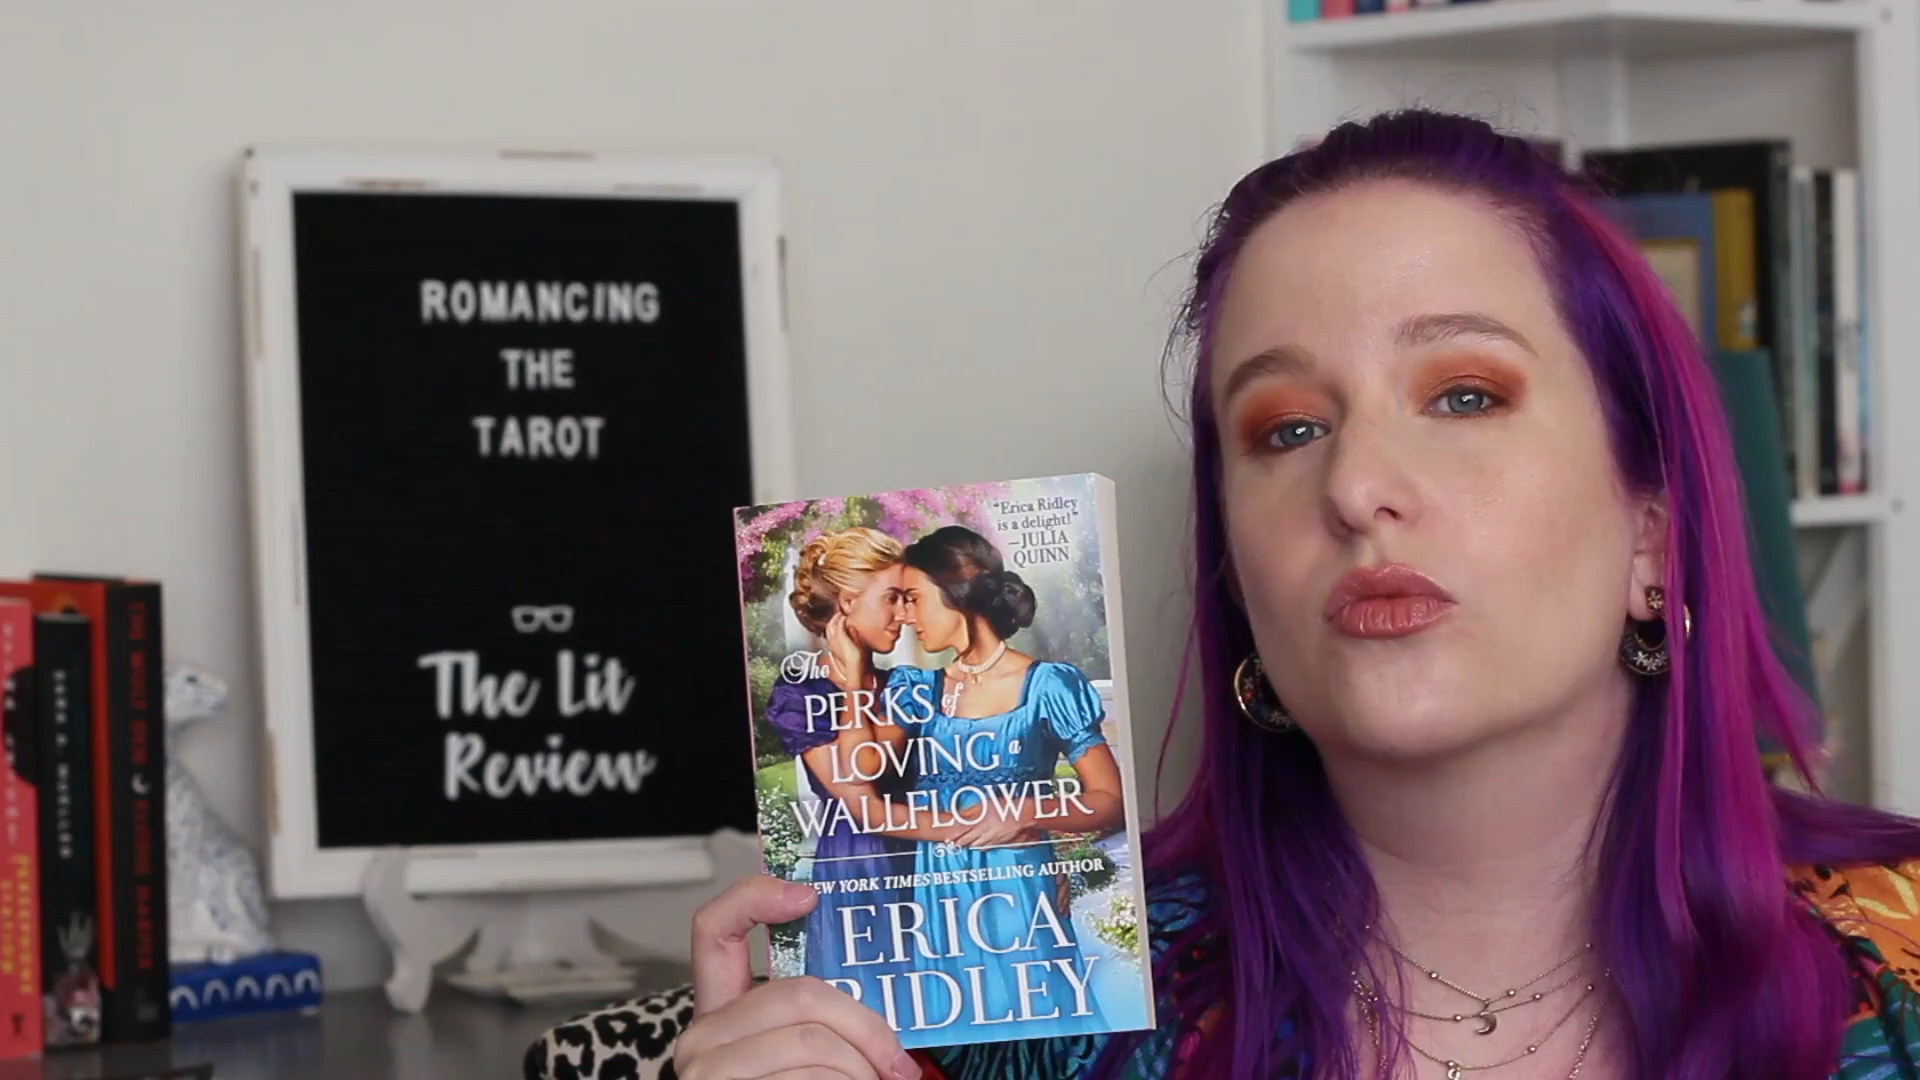 ROMANCING
THE
TAROT
The Lit
Review
"Erica Ridley
is a delight!"
—JULIA
QUINN
The
PERKS of
LOVING a
WALLFLOWER
NEW YORK TIMES BESTSELLING AUTHOR
ERICA
RIDLEY